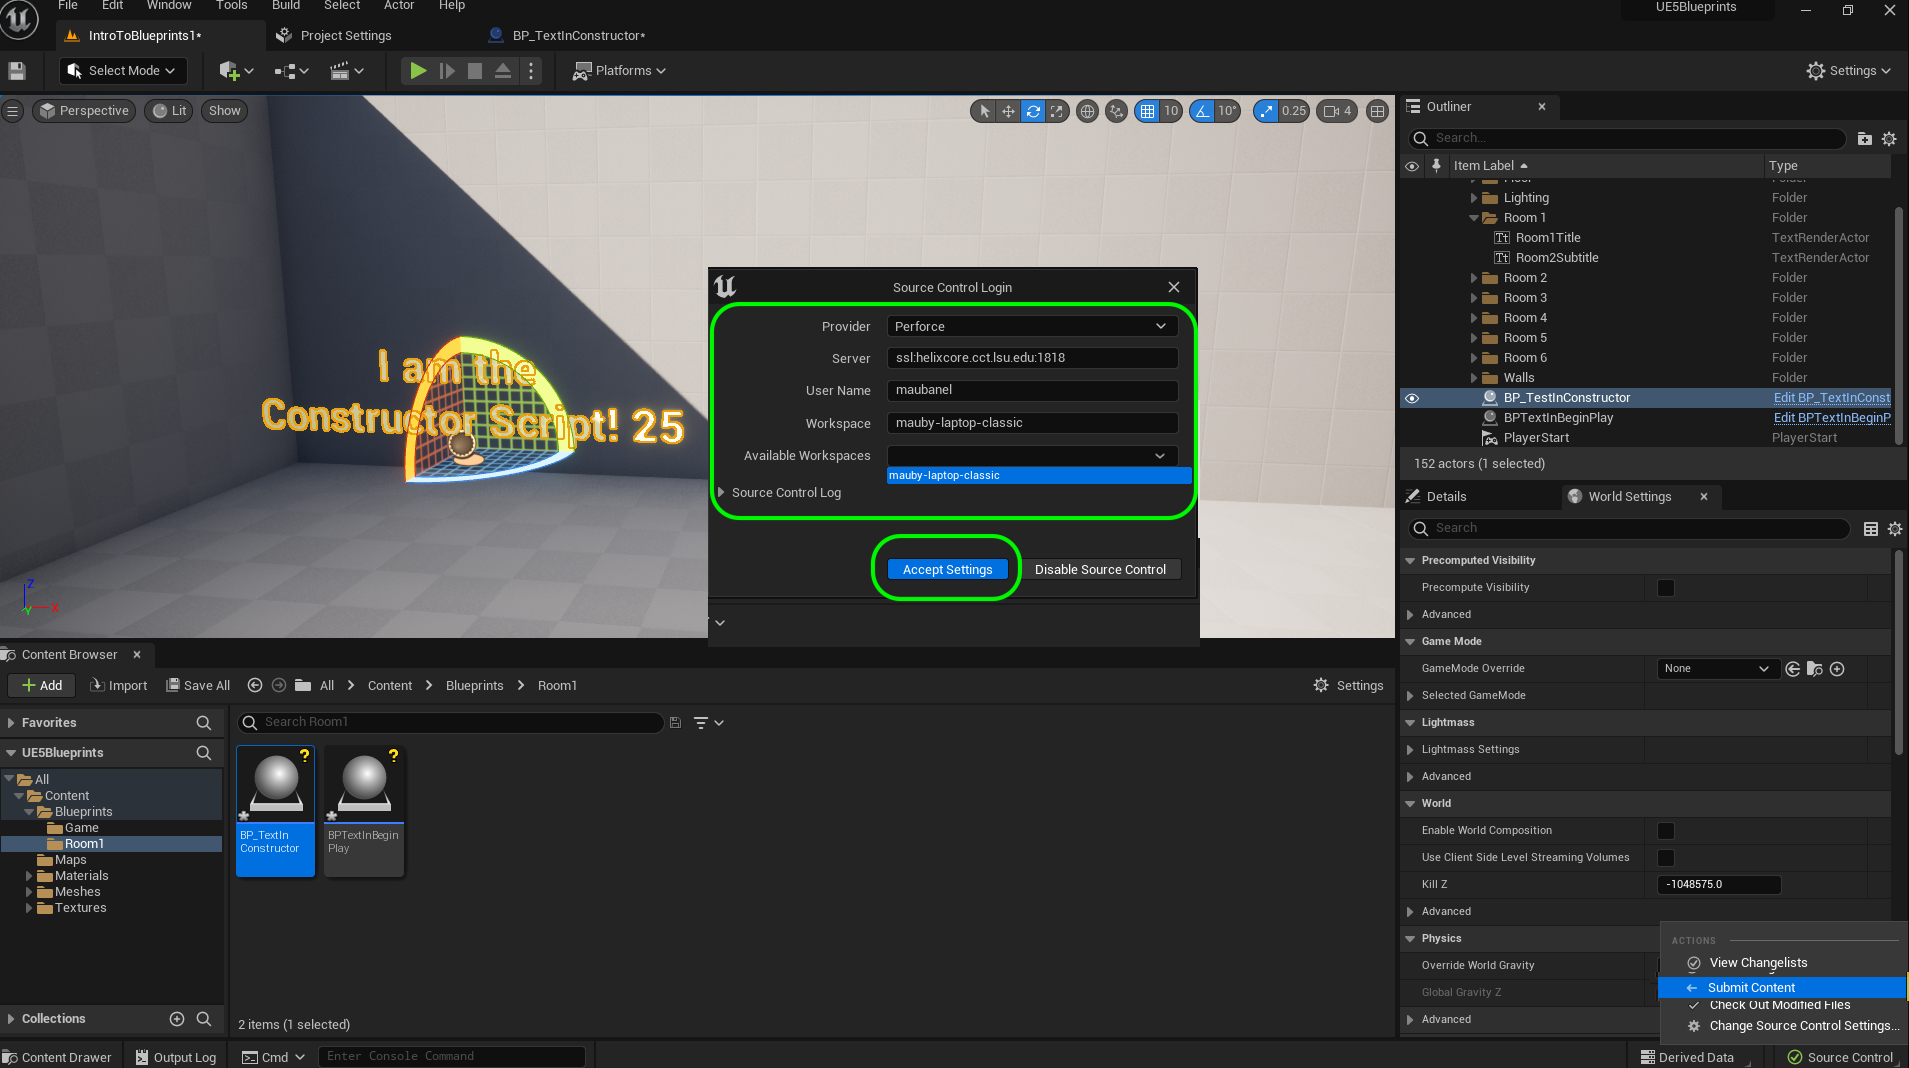 File Edit Window Tools Build Select Actor Help
UE5Blueprints
IntroToBlueprints1*
Project Settings
BP_TextInConstructor*
Select Mode
Platforms
Settings
Perspective
Lit
Show
10
10°
0.25
4
I am the
Constructor Script! 25
Z
X
Y
Source Control Login
Provider
Perforce
Server
ssl:helixcore.cct.lsu.edu:1818
User Name
maubanel
Workspace
mauby-laptop-classic
Available Workspaces
mauby-laptop-classic
Source Control Log
Accept Settings
Disable Source Control
Outliner
Search...
Item Label
Type
Floor
Folder
Lighting
Folder
Room 1
Folder
Room1Title
TextRenderActor
Room2Subtitle
TextRenderActor
Room 2
Folder
Room 3
Folder
Room 4
Folder
Room 5
Folder
Room 6
Folder
Walls
Folder
BP_TestInConstructor
Edit BP_TextInConst
BPTextInBeginPlay
Edit BPTextInBeginP
PlayerStart
PlayerStart
152 actors (1 selected)
Details
World Settings
Search
Precomputed Visibility
Precompute Visibility
Advanced
Game Mode
GameMode Override
None
Selected GameMode
Lightmass
Lightmass Settings
Advanced
World
Enable World Composition
Use Client Side Level Streaming Volumes
Kill Z
-1048575.0
Advanced
Physics
Override World Gravity
Global Gravity Z
Advanced
ACTIONS
View Changelists
Submit Content
Check Out Modified Files
Change Source Control Settings...
Content Browser
Add
Import
Save All
All
Content
Blueprints
Room1
Settings
Favorites
Search Room1
UE5Blueprints
All
Content
Blueprints
Game
Room1
Maps
Materials
Meshes
Textures
BP_TextIn
Constructor
BPTextInBegin
Play
Collections
2 items (1 selected)
Content Drawer
Output Log
Cmd
Enter Console Command
Derived Data
Source Control